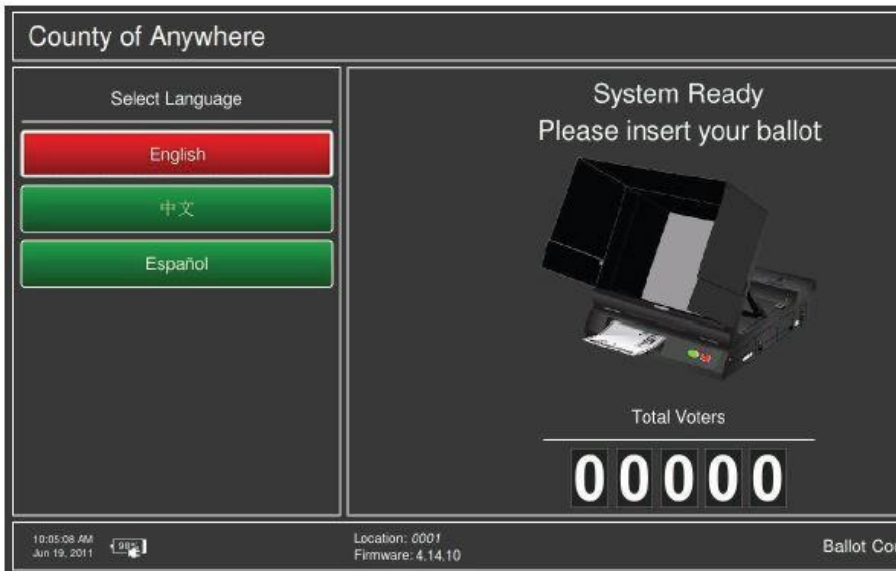 County of Anywhere
Select Language
English
中文
Español
System Ready
Please insert your ballot
Total Voters
00000
10:05:08 AM
Jun 19, 2011
98%
Location: 0001
Firmware: 4.14.10
Ballot